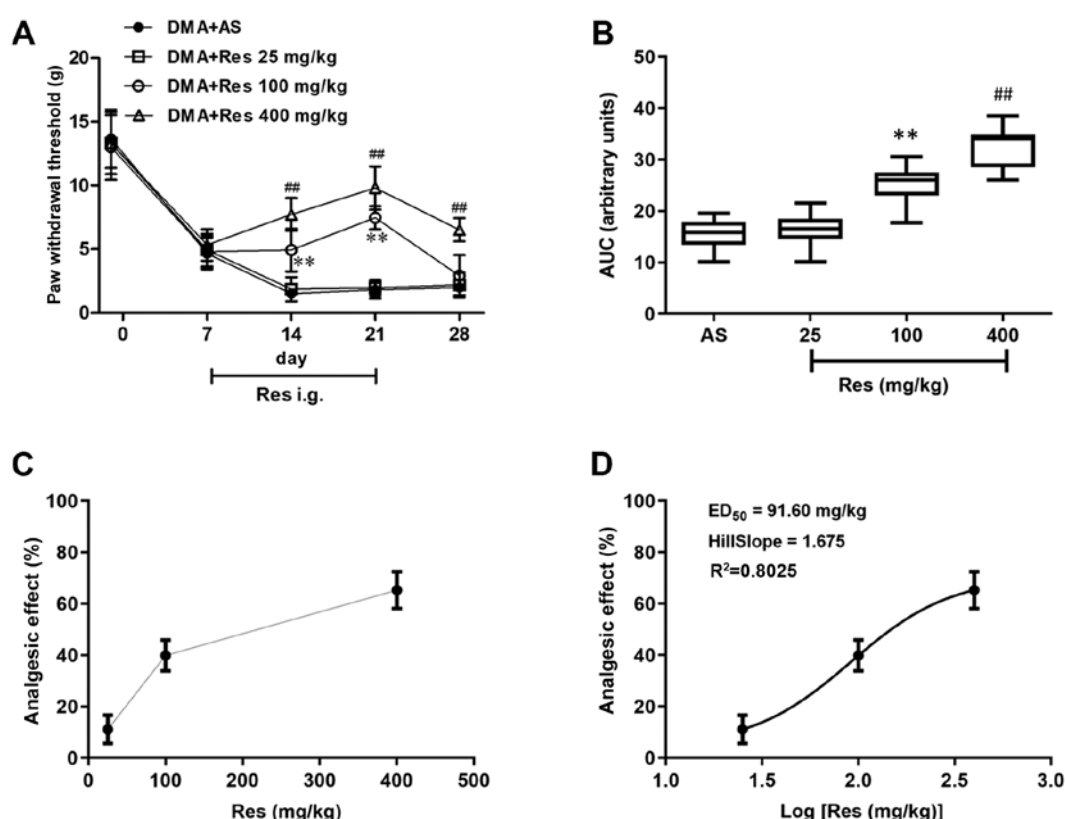 A
DMA+AS
DMA+Res 25 mg/kg
DMA+Res 100 mg/kg
DMA+Res 400 mg/kg
Paw withdrawal threshold (g)
20
15
10
5
0
## ## ##
** **
0 7 14 21 28
day
Res i.g.
B
AUC (arbitrary units)
50
40
30
20
10
0
** ##
AS 25 100 400
Res (mg/kg)
C
Analgesic effect (%)
100
80
60
40
20
0
0 100 200 300 400 500
Res (mg/kg)
D
Analgesic effect (%)
100
80
60
40
20
0
ED₅₀ = 91.60 mg/kg
HillSlope = 1.675
R²=0.8025
1.0 1.5 2.0 2.5 3.0
Log [Res (mg/kg)]